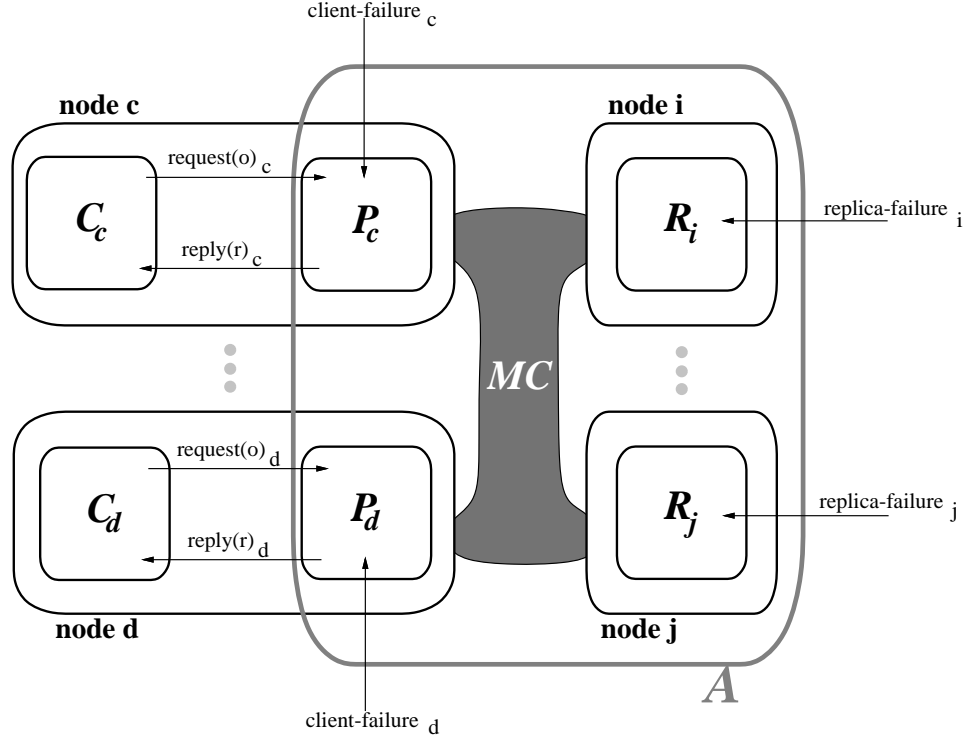 client-failure c
node c
node i
request(o) c
C c
P c
R i
replica-failure i
reply(r) c
MC
request(o) d
C d
P d
R j
replica-failure j
reply(r) d
node d
node j
A
client-failure d